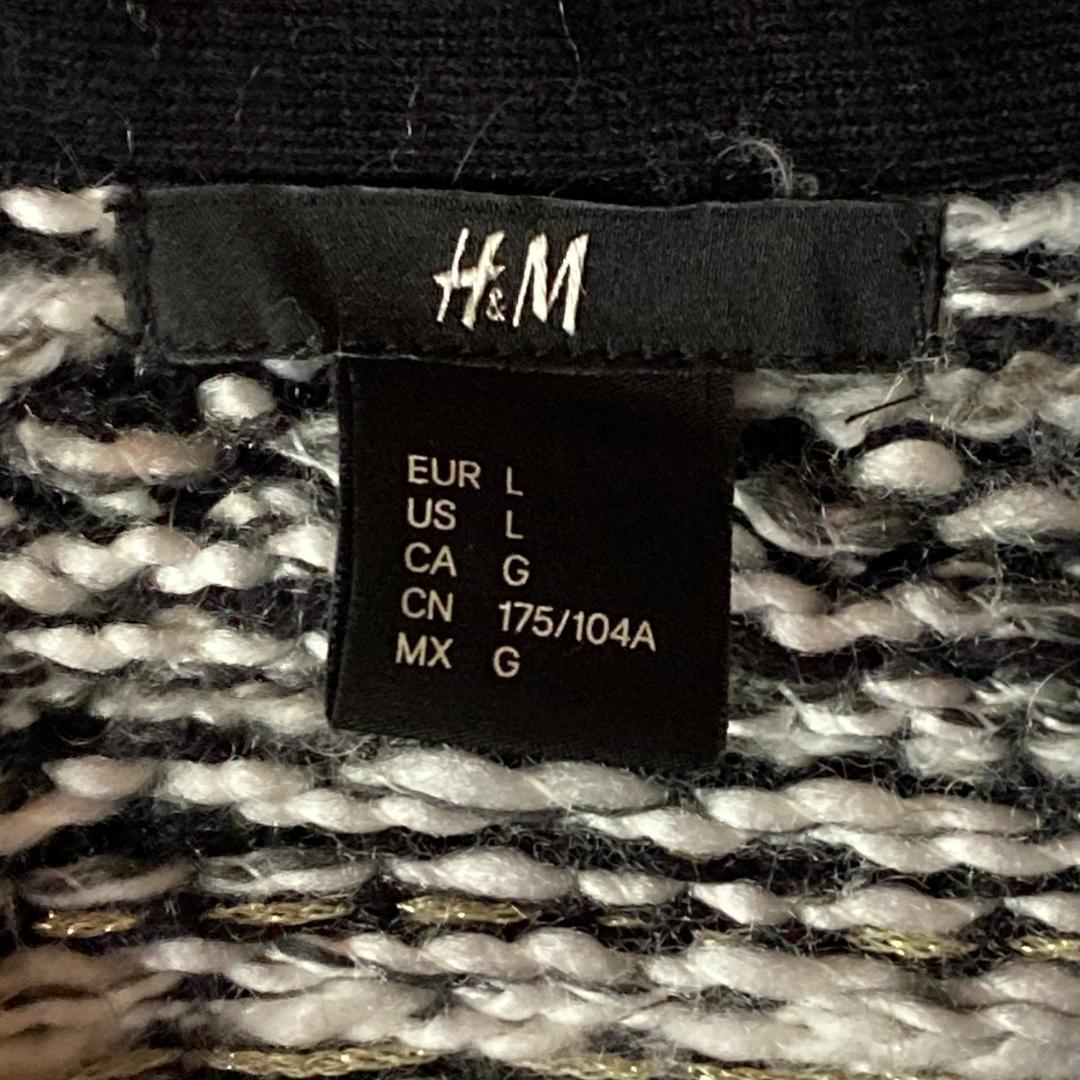 H&M
EUR L
US L
CA G
CN 175/104A
MX G